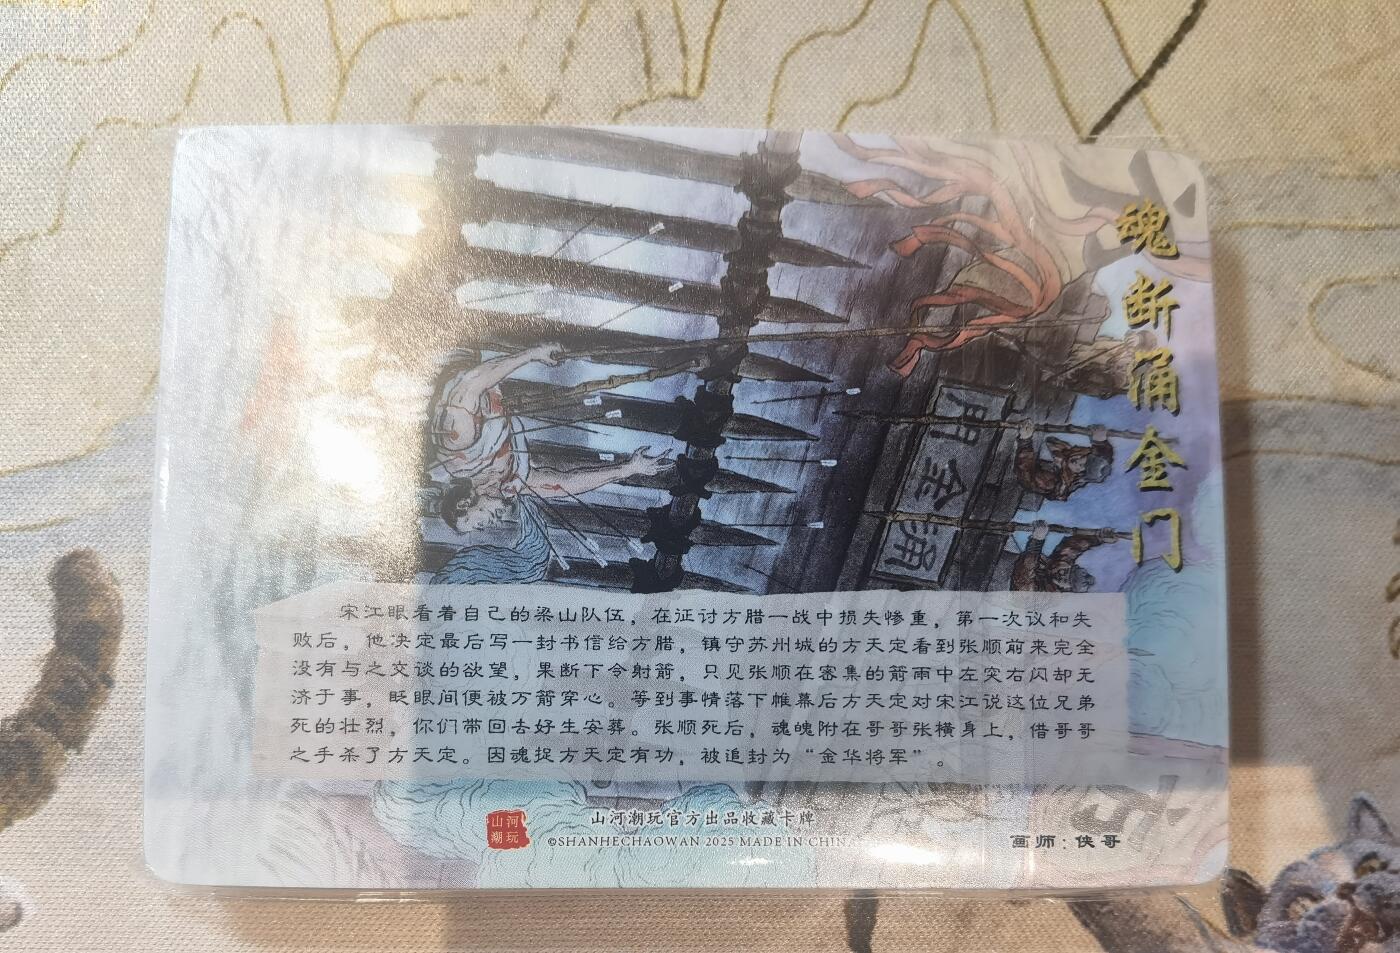 魂断涌金门
涌金门
宋江眼看着自己的梁山队伍，在征讨方腊一战中损失惨重，第一次议和失
败后，他决定最后写一封书信给方腊，镇守苏州城的方天定看到张顺前来完全
没有与之交谈的欲望，果断下令射箭，只见张顺在密集的箭雨中左突右闪却无
济于事，眨眼间便被万箭穿心。等到事情落下帷幕后方天定对宋江说这位兄弟
死的壮烈，你们带回去好生安葬。张顺死后，魂魄附在哥哥张横身上，借哥哥
之手杀了方天定。因魂捉方天定有功，被追封为“金华将军”。
山河
潮玩
山河潮玩官方出品收藏卡牌
©SHANHECHAOWAN 2025 MADE IN CHINA
画师：侠哥